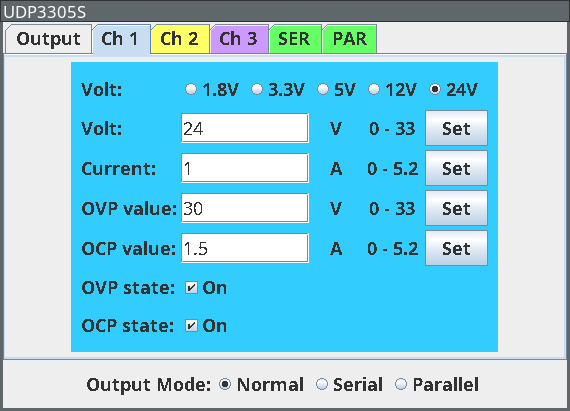 UDP3305S
Output Ch 1 Ch 2 Ch 3 SER PAR
Volt: 1.8V 3.3V 5V 12V 24V
Volt: 24 V 0 - 33 Set
Current: 1 A 0 - 5.2 Set
OVP value: 30 V 0 - 33 Set
OCP value: 1.5 A 0 - 5.2 Set
OVP state: On
OCP state: On
Output Mode: Normal Serial Parallel